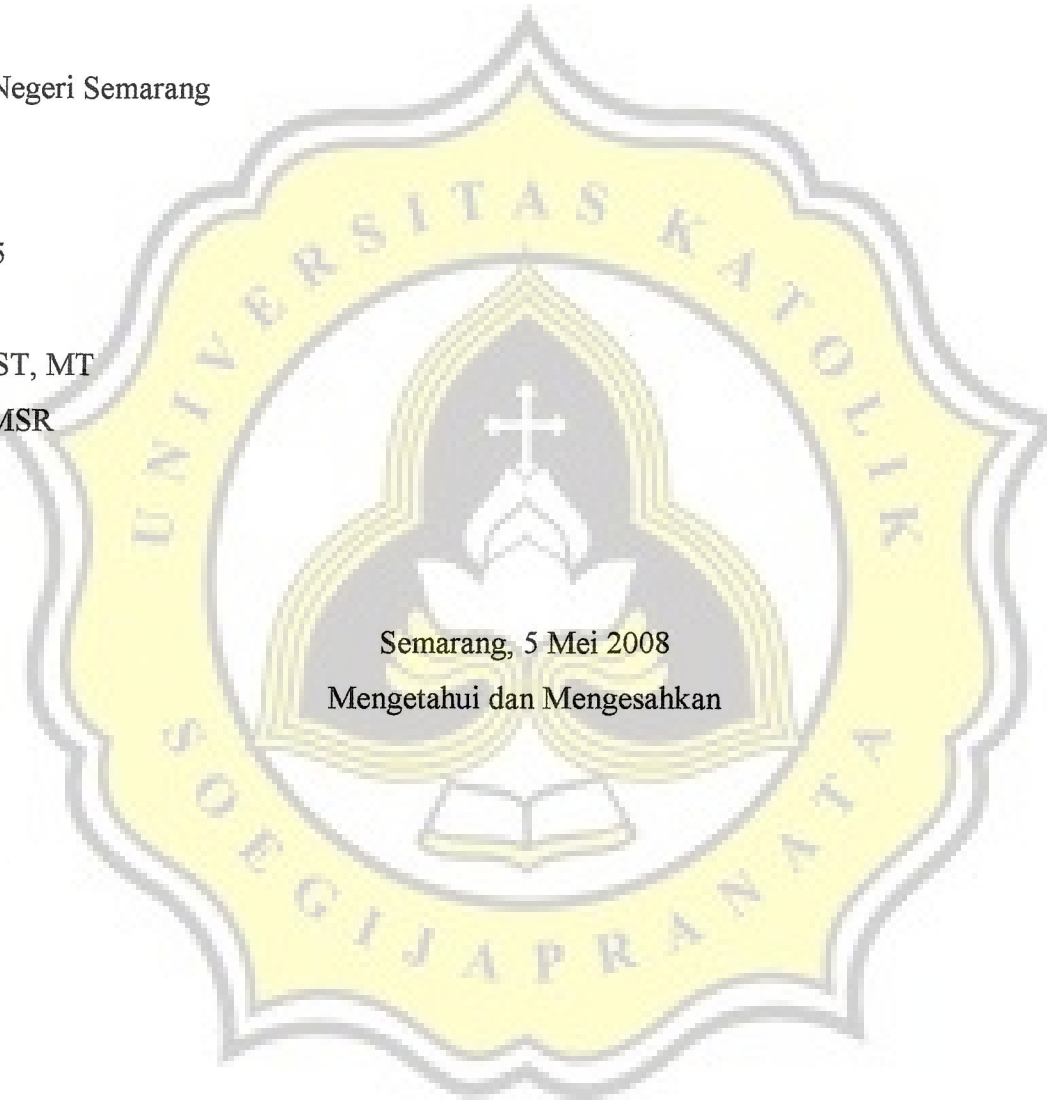 Negeri Semarang
5
ST, MT
MSR
Semarang, 5 Mei 2008
Mengetahui dan Mengesahkan
UNIVERSITAS KATOLIK
SOEGIJAPRANATA